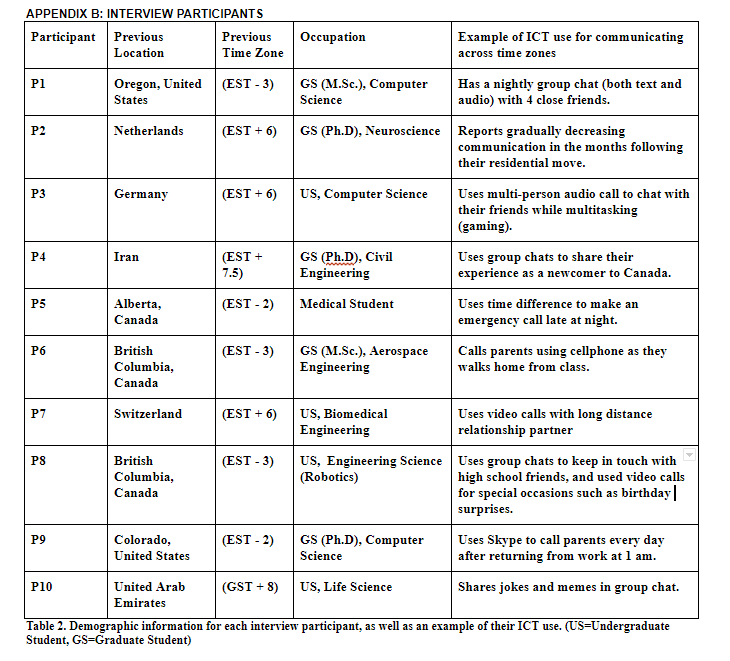 APPENDIX B: INTERVIEW PARTICIPANTS
Participant Previous Location Previous Time Zone Occupation Example of ICT use for communicating across time zones
P1 Oregon, United States (EST - 3) GS (M.Sc.), Computer Science Has a nightly group chat (both text and audio) with 4 close friends.
P2 Netherlands (EST + 6) GS (Ph.D), Neuroscience Reports gradually decreasing communication in the months following their residential move.
P3 Germany (EST + 6) US, Computer Science Uses multi-person audio call to chat with their friends while multitasking (gaming).
P4 Iran (EST + 7.5) GS (Ph.D), Civil Engineering Uses group chats to share their experience as a newcomer to Canada.
P5 Alberta, Canada (EST - 2) Medical Student Uses time difference to make an emergency call late at night.
P6 British Columbia, Canada (EST - 3) GS (M.Sc.), Aerospace Engineering Calls parents using cellphone as they walks home from class.
P7 Switzerland (EST + 6) US, Biomedical Engineering Uses video calls with long distance relationship partner
P8 British Columbia, Canada (EST - 3) US, Engineering Science (Robotics) Uses group chats to keep in touch with high school friends, and used video calls for special occasions such as birthday surprises.
P9 Colorado, United States (EST - 2) GS (Ph.D), Computer Science Uses Skype to call parents every day after returning from work at 1 am.
P10 United Arab Emirates (GST + 8) US, Life Science Shares jokes and memes in group chat.
Table 2. Demographic information for each interview participant, as well as an example of their ICT use. (US=Undergraduate
Student, GS=Graduate Student)